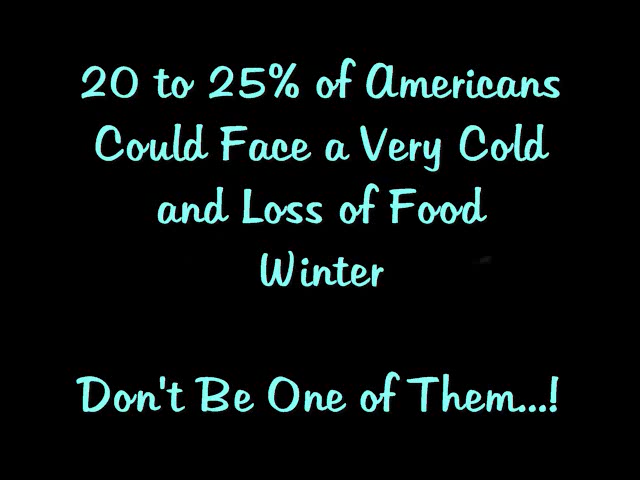 20 to 25% of Americans
Could Face a Very Cold
and Loss of Food
Winter
Don't Be One of Them...!